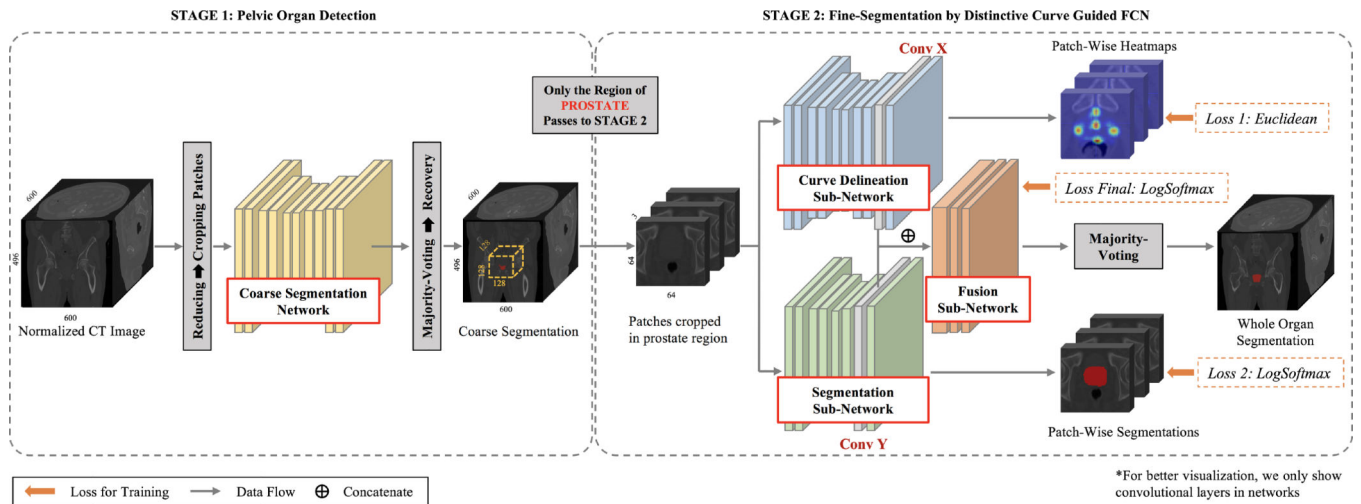 STAGE 1: Pelvic Organ Detection
600
496
600
Normalized CT Image
Reducing ➡ Cropping Patches
Coarse Segmentation
Network
Majority-Voting ➡ Recovery
600
496
128
128
128
600
Coarse Segmentation
Only the Region of
PROSTATE
Passes to STAGE 2
STAGE 2: Fine-Segmentation by Distinctive Curve Guided FCN
3
64
64
Patches cropped
in prostate region
Conv X
Curve Delineation
Sub-Network
Patch-Wise Heatmaps
Loss 1: Euclidean
Loss Final: LogSoftmax
⊕
Fusion
Sub-Network
Majority-
Voting
Whole Organ
Segmentation
Segmentation
Sub-Network
Conv Y
Loss 2: LogSoftmax
Patch-Wise Segmentations
Loss for Training
Data Flow
⊕ Concatenate
*For better visualization, we only show
convolutional layers in networks